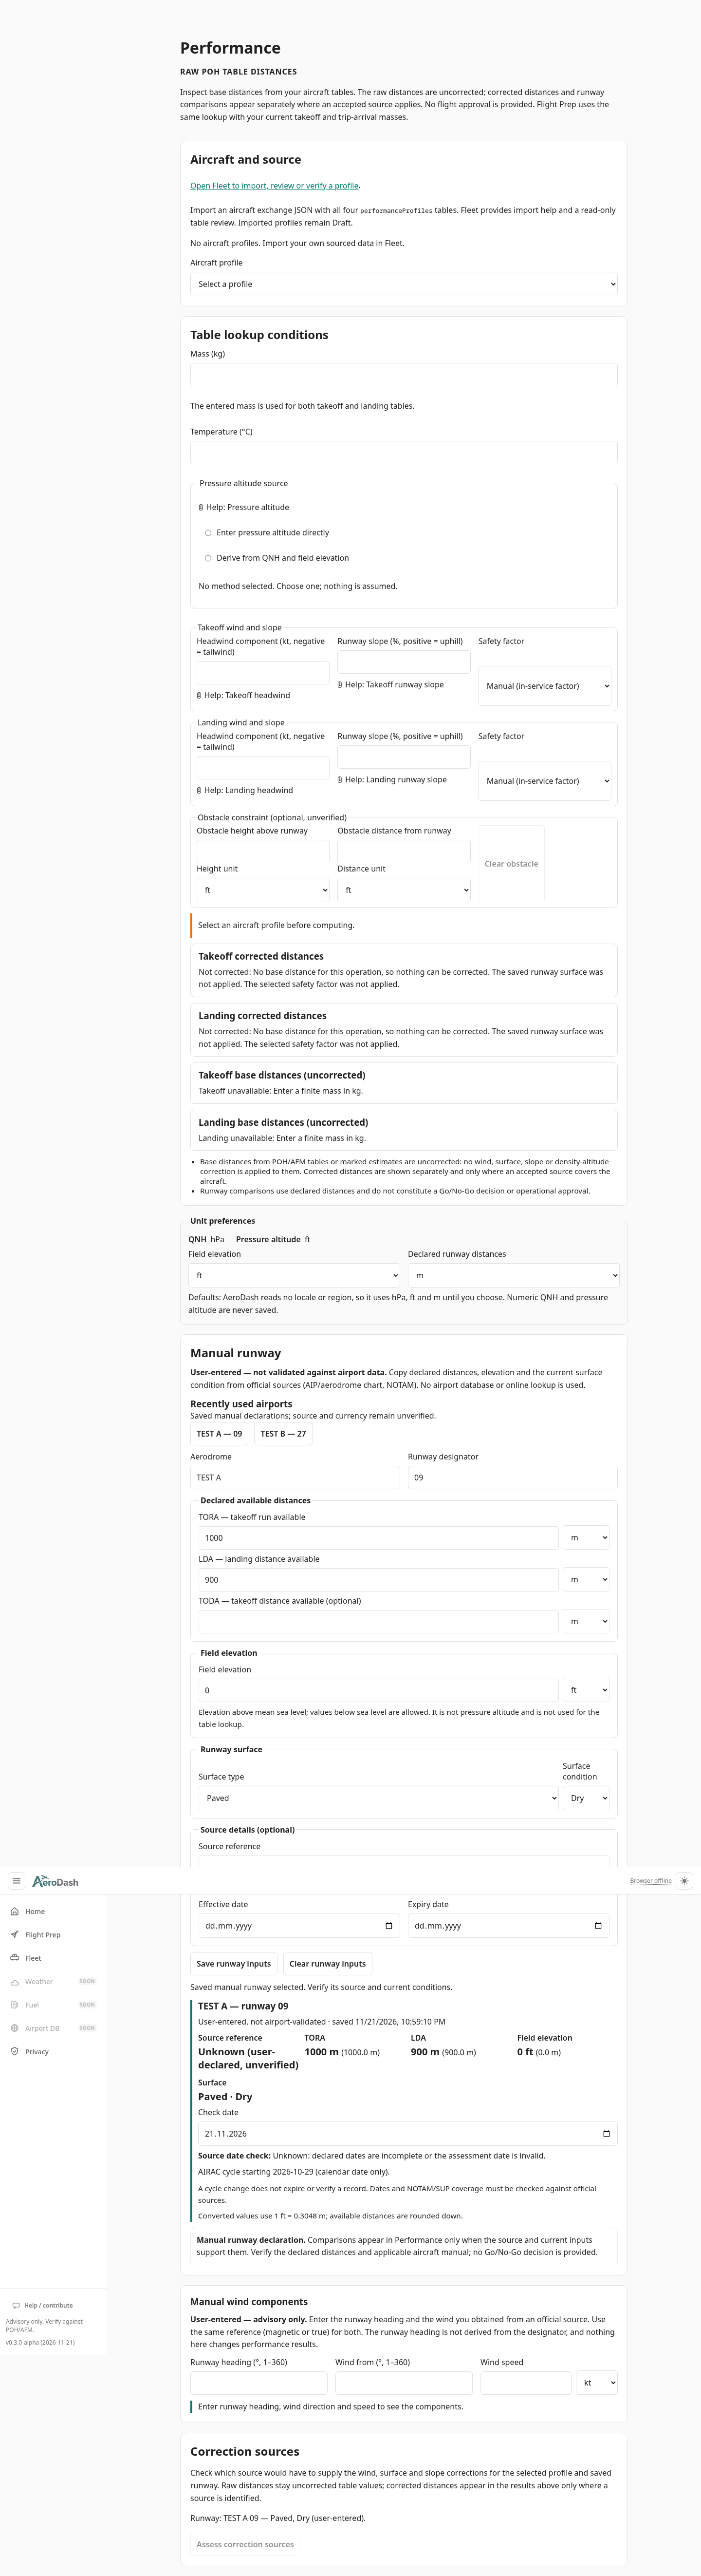 Performance
RAW POH TABLE DISTANCES
Inspect base distances from your aircraft tables. The raw distances are uncorrected; corrected distances and runway
comparisons appear separately where an accepted source applies. No flight approval is provided. Flight Prep uses the
same lookup with your current takeoff and trip-arrival masses.
Aircraft and source
Open Fleet to import, review or verify a profile.
Import an aircraft exchange JSON with all four performanceProfiles tables. Fleet provides import help and a read-only
table review. Imported profiles remain Draft.
No aircraft profiles. Import your own sourced data in Fleet.
Aircraft profile
Select a profile
Table lookup conditions
Mass (kg)
The entered mass is used for both takeoff and landing tables.
Temperature (°C)
Pressure altitude source
Help: Pressure altitude
Enter pressure altitude directly
Derive from QNH and field elevation
No method selected. Choose one; nothing is assumed.
Takeoff wind and slope
Headwind component (kt, negative
= tailwind)
Help: Takeoff headwind
Runway slope (%, positive = uphill)
Help: Takeoff runway slope
Safety factor
Manual (in-service factor)
Landing wind and slope
Headwind component (kt, negative
= tailwind)
Help: Landing headwind
Runway slope (%, positive = uphill)
Help: Landing runway slope
Safety factor
Manual (in-service factor)
Obstacle constraint (optional, unverified)
Obstacle height above runway
Obstacle distance from runway
Height unit
ft
Distance unit
ft
Clear obstacle
Select an aircraft profile before computing.
Takeoff corrected distances
Not corrected: No base distance for this operation, so nothing can be corrected. The saved runway surface was
not applied. The selected safety factor was not applied.
Landing corrected distances
Not corrected: No base distance for this operation, so nothing can be corrected. The saved runway surface was
not applied. The selected safety factor was not applied.
Takeoff base distances (uncorrected)
Takeoff unavailable: Enter a finite mass in kg.
Landing base distances (uncorrected)
Landing unavailable: Enter a finite mass in kg.
• Base distances from POH/AFM tables or marked estimates are uncorrected: no wind, surface, slope or density-altitude
correction is applied to them. Corrected distances are shown separately and only where an accepted source covers the
aircraft.
• Runway comparisons use declared distances and do not constitute a Go/No-Go decision or operational approval.
Unit preferences
QNH hPa Pressure altitude ft
Field elevation
ft
Declared runway distances
m
Defaults: AeroDash reads no locale or region, so it uses hPa, ft and m until you choose. Numeric QNH and pressure
altitude are never saved.
Manual runway
User-entered — not validated against airport data. Copy declared distances, elevation and the current surface
condition from official sources (AIP/aerodrome chart, NOTAM). No airport database or online lookup is used.
Recently used airports
Saved manual declarations; source and currency remain unverified.
TEST A — 09
TEST B — 27
Aerodrome
TEST A
Runway designator
09
Declared available distances
TORA — takeoff run available
1000
m
LDA — landing distance available
900
m
TODA — takeoff distance available (optional)
m
Field elevation
Field elevation
0
ft
Elevation above mean sea level; values below sea level are allowed. It is not pressure altitude and is not used for the
table lookup.
Runway surface
Surface type
Paved
Surface
condition
Dry
Source details (optional)
Source reference
AeroDash
Browser offline
Home
Flight Prep
Fleet
Weather SOON
Fuel SOON
Airport DB SOON
Privacy
Help / contribute
Advisory only. Verify against
POH/AFM.
v0.3.0-alpha (2026-11-21)
Effective date
dd.mm.yyyy
Expiry date
dd.mm.yyyy
Save runway inputs
Clear runway inputs
Saved manual runway selected. Verify its source and current conditions.
TEST A — runway 09
User-entered, not airport-validated · saved 11/21/2026, 10:59:10 PM
Source reference
Unknown (user-
declared, unverified)
TORA
1000 m (1000.0 m)
LDA
900 m (900.0 m)
Field elevation
0 ft (0.0 m)
Surface
Paved · Dry
Check date
21.11.2026
Source date check: Unknown: declared dates are incomplete or the assessment date is invalid.
AIRAC cycle starting 2026-10-29 (calendar date only).
A cycle change does not expire or verify a record. Dates and NOTAM/SUP coverage must be checked against official
sources.
Converted values use 1 ft = 0.3048 m; available distances are rounded down.
Manual runway declaration. Comparisons appear in Performance only when the source and current inputs
support them. Verify the declared distances and applicable aircraft manual; no Go/No-Go decision is provided.
Manual wind components
User-entered — advisory only. Enter the runway heading and the wind you obtained from an official source. Use
the same reference (magnetic or true) for both. The runway heading is not derived from the designator, and nothing
here changes performance results.
Runway heading (°, 1–360)
Wind from (°, 1–360)
Wind speed
kt
Enter runway heading, wind direction and speed to see the components.
Correction sources
Check which source would have to supply the wind, surface and slope corrections for the selected profile and saved
runway. Raw distances stay uncorrected table values; corrected distances appear in the results above only where a
source is identified.
Runway: TEST A 09 — Paved, Dry (user-entered).
Assess correction sources